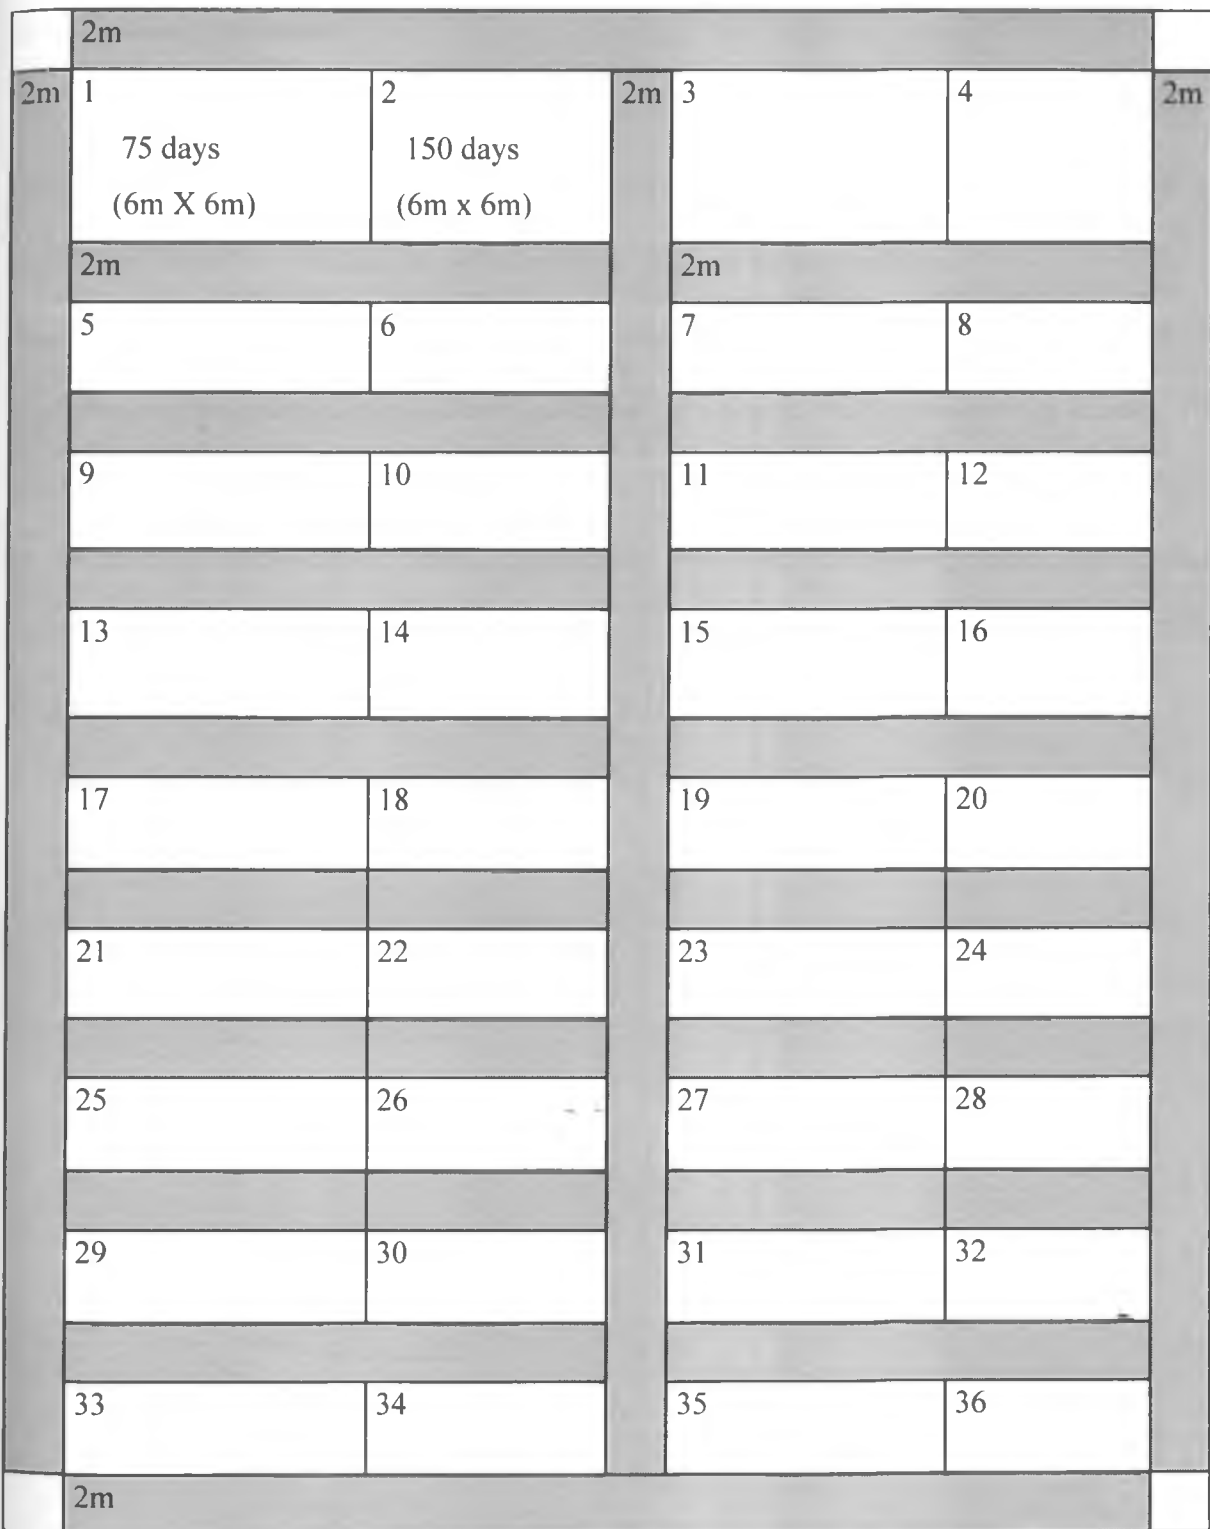 2m
2m 1 2 2m 3 4 2m
75 days 150 days
(6m X 6m) (6m x 6m)
2m 2m
5 6 7 8
9 10 11 12
13 14 15 16
17 18 19 20
21 22 23 24
25 26 27 28
29 30 31 32
33 34 35 36
2m